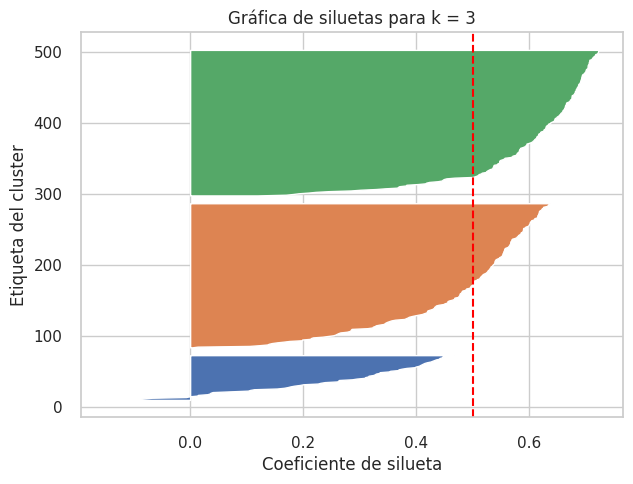 Gráfica de siluetas para k = 3
Etiqueta del cluster
500
400
300
200
100
0
0.0 0.2 0.4 0.6
Coeficiente de silueta